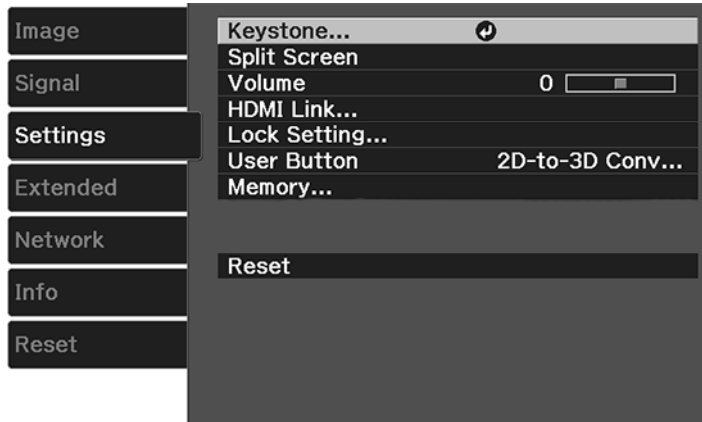 Image
Signal
Settings
Extended
Network
Info
Reset
Keystone...
Split Screen
Volume 0
HDMI Link...
Lock Setting...
User Button 2D-to-3D Conv...
Memory...
Reset